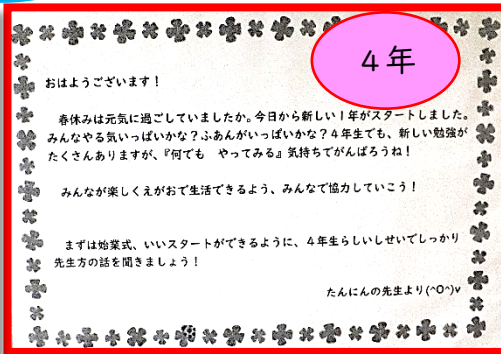 4年
おはようございます！
春休みは元気に過ごしていましたか。今日から新しい1年がスタートしました。
みんなやる気いっぱいかな？ふあんがいっぱいかな？4年生でも、新しい勉強が
たくさんありますが、『何でも　やってみる』気持ちでがんばろうね！
みんなが楽しくえがおで生活できるよう、みんなで協力していこう！
まずは始業式、いいスタートができるように、4年生らしいしせいでしっかり
先生方の話を聞きましょう！
たんにんの先生より(^O^)v